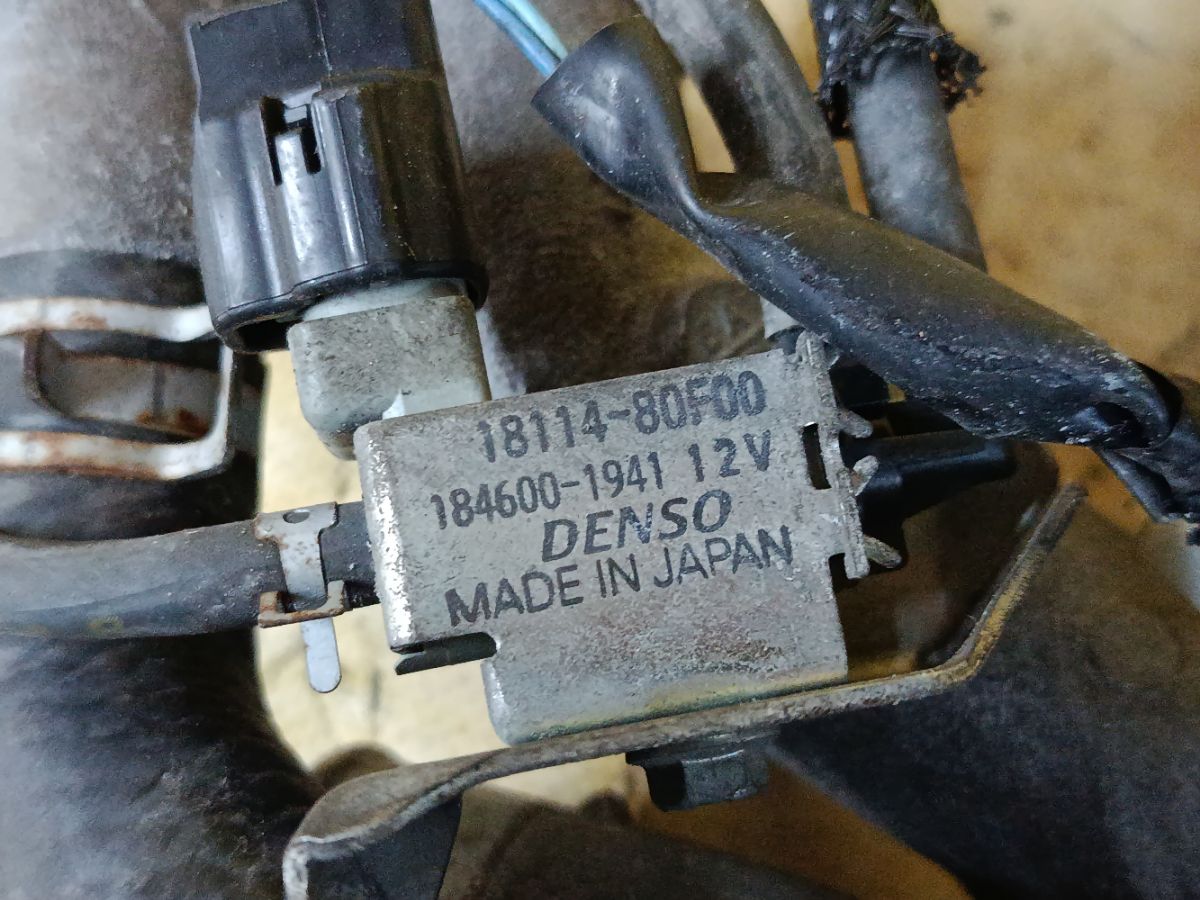 18114-80F00
184600-1941 12V
DENSO
MADE IN JAPAN